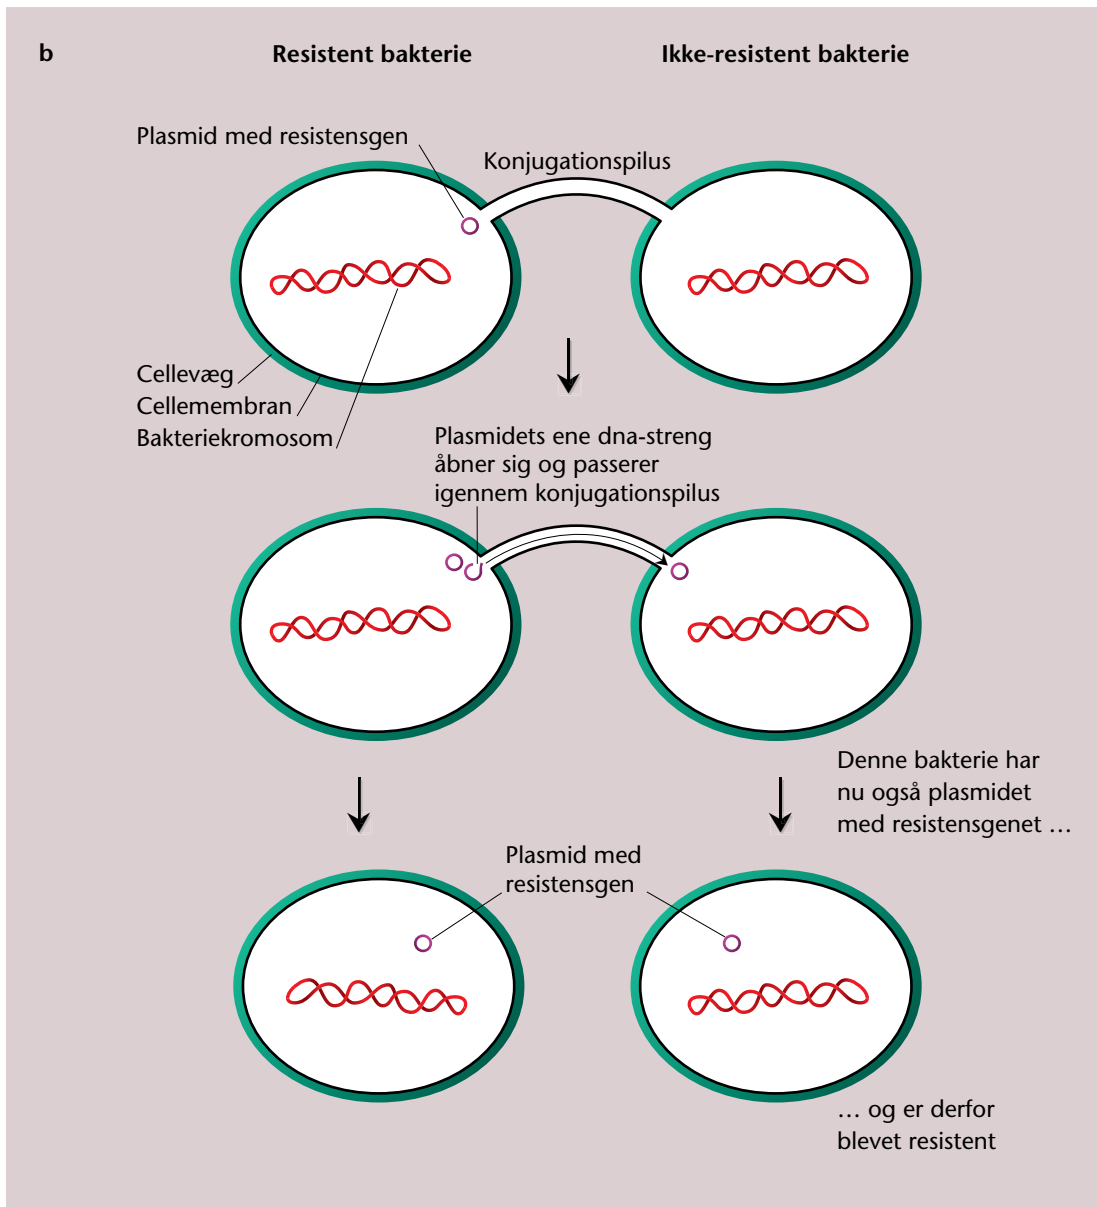 b
Resistent bakterie
Ikke-resistent bakterie
Plasmid med resistensgen
Konjugationspilus
Cellevæg
Cellemembran
Bakteriekromosom
Plasmidets ene dna-streng
åbner sig og passerer
igennem konjugationspilus
Denne bakterie har
nu også plasmidet
med resistensgenet …
Plasmid med
resistensgen
… og er derfor
blevet resistent